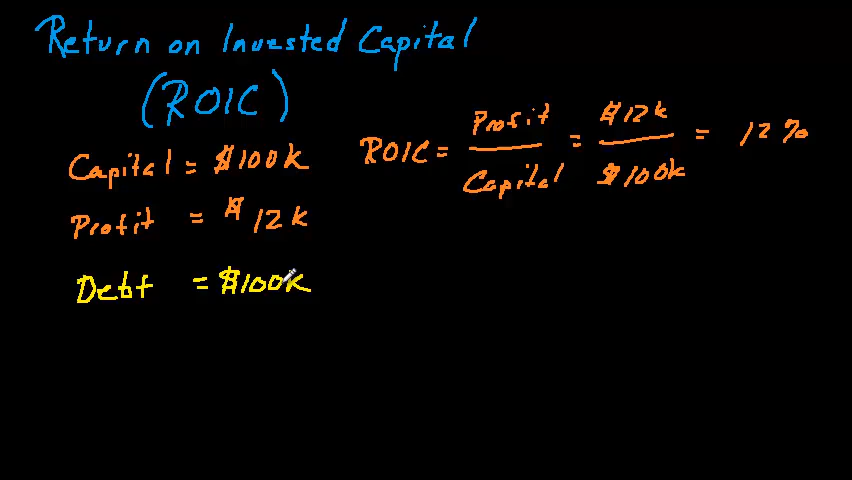 Return on Invested Capital
(ROIC)
Capital = $100k
Profit = $12k
Debt = $100k
ROIC = Profit / Capital = $12k / $100k = 12%